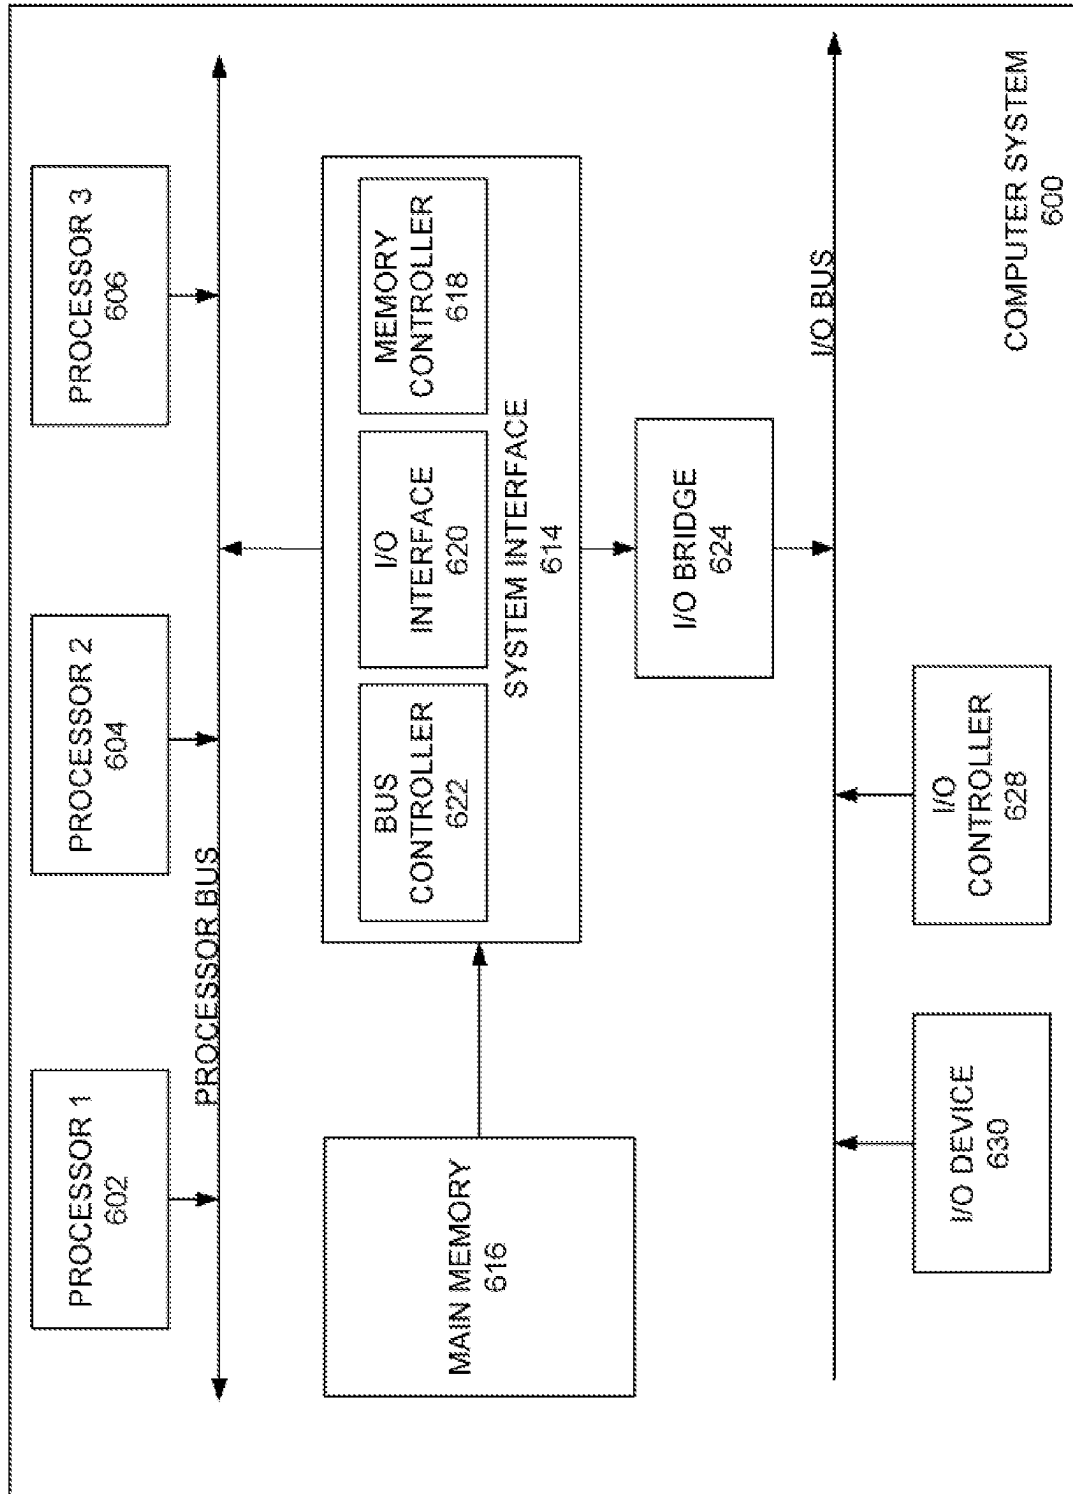 PROCESSOR 1
602
PROCESSOR 2
604
PROCESSOR 3
606
PROCESSOR BUS
MAIN MEMORY
616
BUS
CONTROLLER
622
I/O
INTERFACE
620
MEMORY
CONTROLLER
618
SYSTEM INTERFACE
614
I/O BRIDGE
624
I/O BUS
I/O DEVICE
630
I/O
CONTROLLER
628
COMPUTER SYSTEM
600